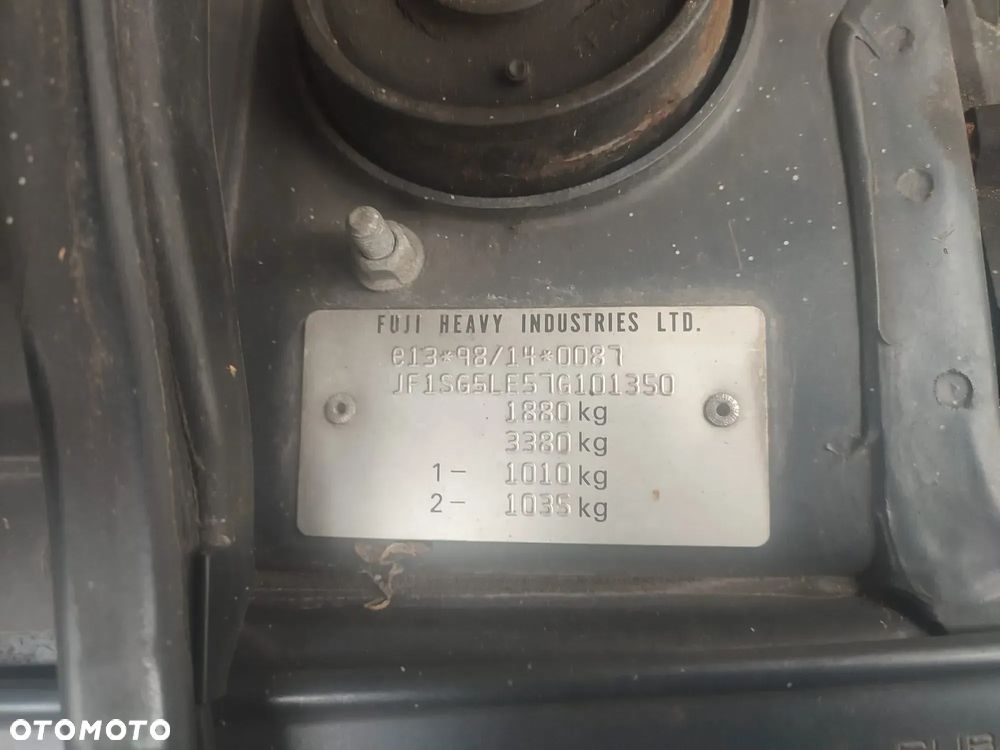 FUJI HEAVY INDUSTRIES LTD.
e13*98/14*0087
JF1SG5LE57G101350
1880 kg
3380 kg
1- 1010 kg
2- 1035 kg
OTOMOTO